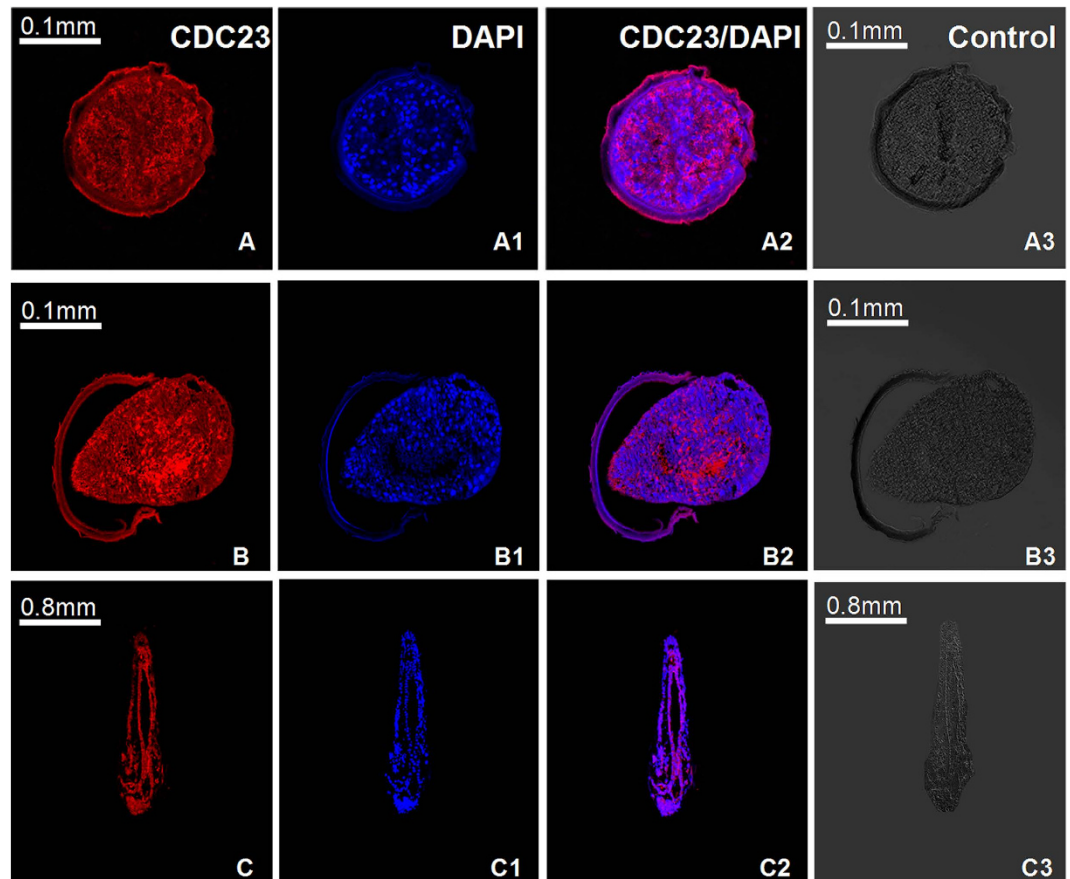 0.1mm CDC23 DAPI CDC23/DAPI 0.1mm Control
A A1 A2 A3
0.1mm 0.1mm
B B1 B2 B3
0.8mm 0.8mm
C C1 C2 C3